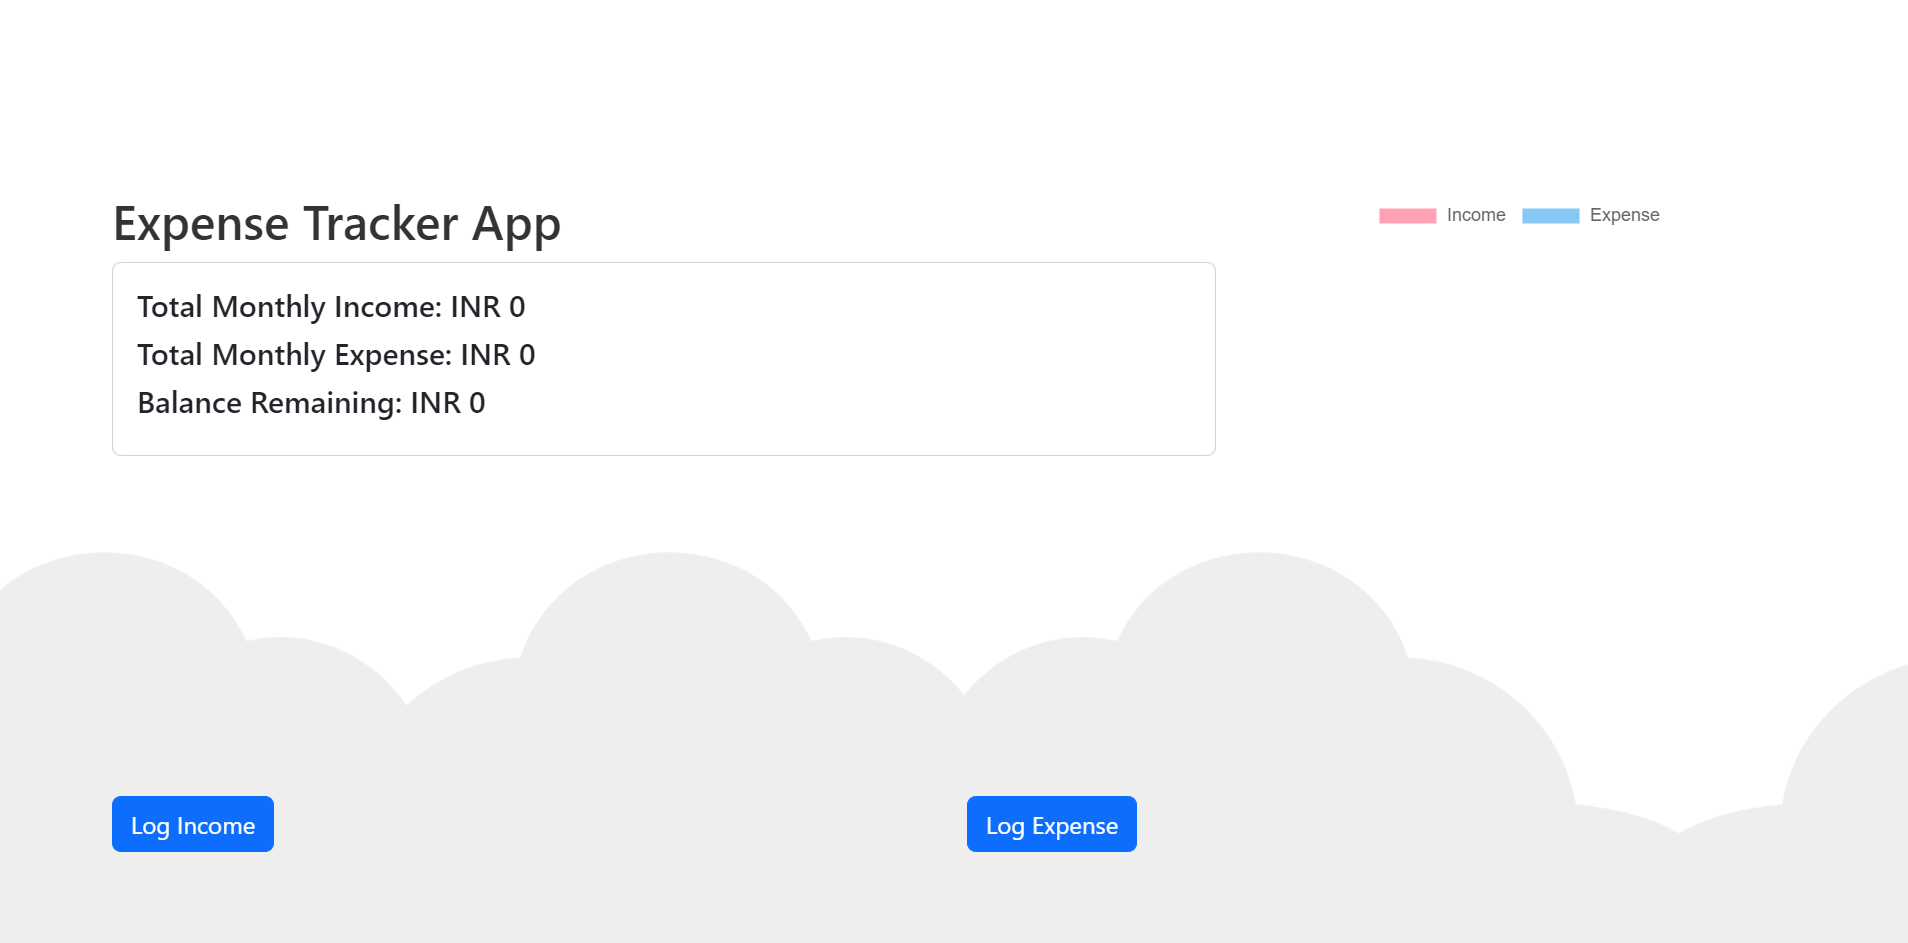 Expense Tracker App
Income Expense
Total Monthly Income: INR 0
Total Monthly Expense: INR 0
Balance Remaining: INR 0
Log Income
Log Expense